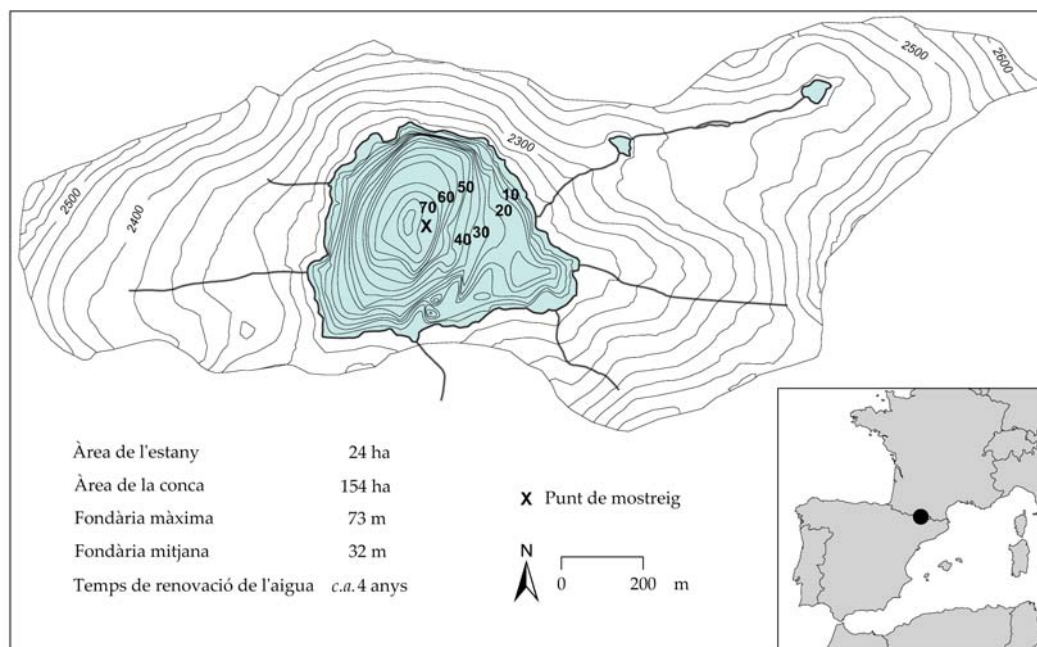 2500
2600
2300
50
60
10
70
20
X
40 30
2500
2400
Àrea de l'estany 24 ha
Àrea de la conca 154 ha
Fondària màxima 73 m
Fondària mitjana 32 m
Temps de renovació de l'aigua c.a. 4 anys
X Punt de mostreig
N
0 200 m